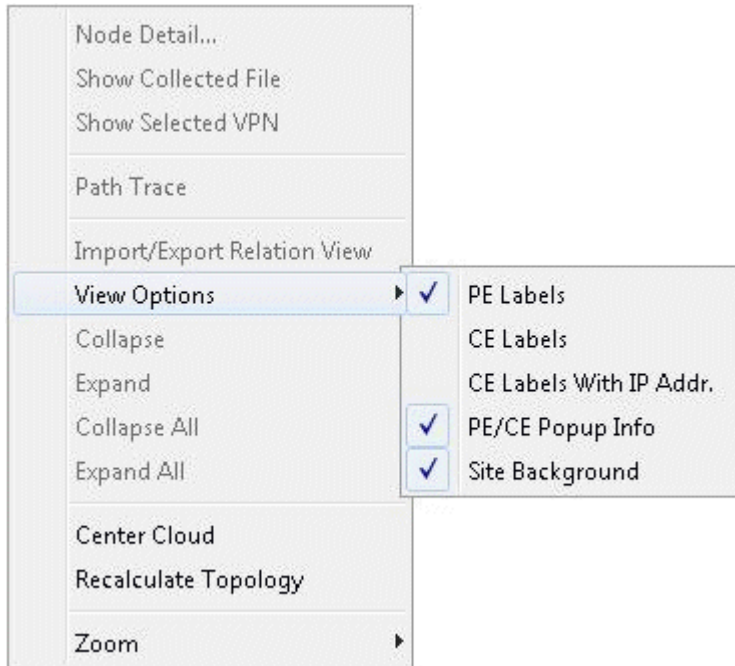 Node Detail...
Show Collected File
Show Selected VPN
Path Trace
Import/Export Relation View
View Options
Collapse
Expand
Collapse All
Expand All
Center Cloud
Recalculate Topology
Zoom
PE Labels
CE Labels
CE Labels With IP Addr.
PE/CE Popup Info
Site Background